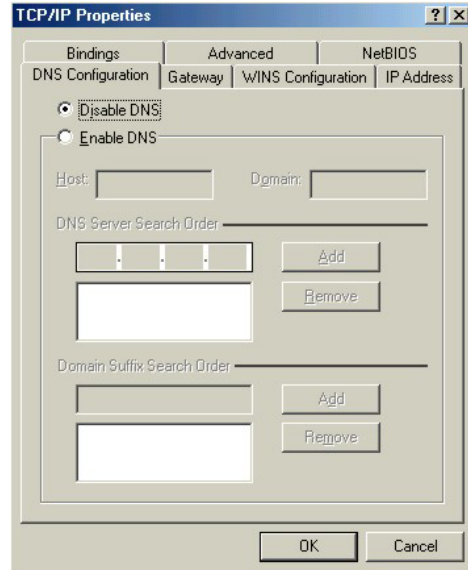 TCP/IP Properties
Bindings Advanced NetBIOS
DNS Configuration Gateway WINS Configuration IP Address
Disable DNS
Enable DNS
Host: Domain:
DNS Server Search Order
. . .
Add
Remove
Domain Suffix Search Order
Add
Remove
OK Cancel